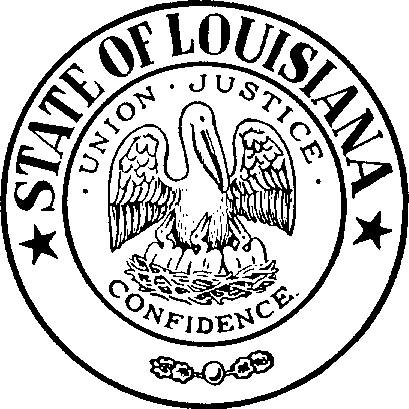 STATE OF LOUISIANA
· UNION · JUSTICE ·
CONFIDENCE.